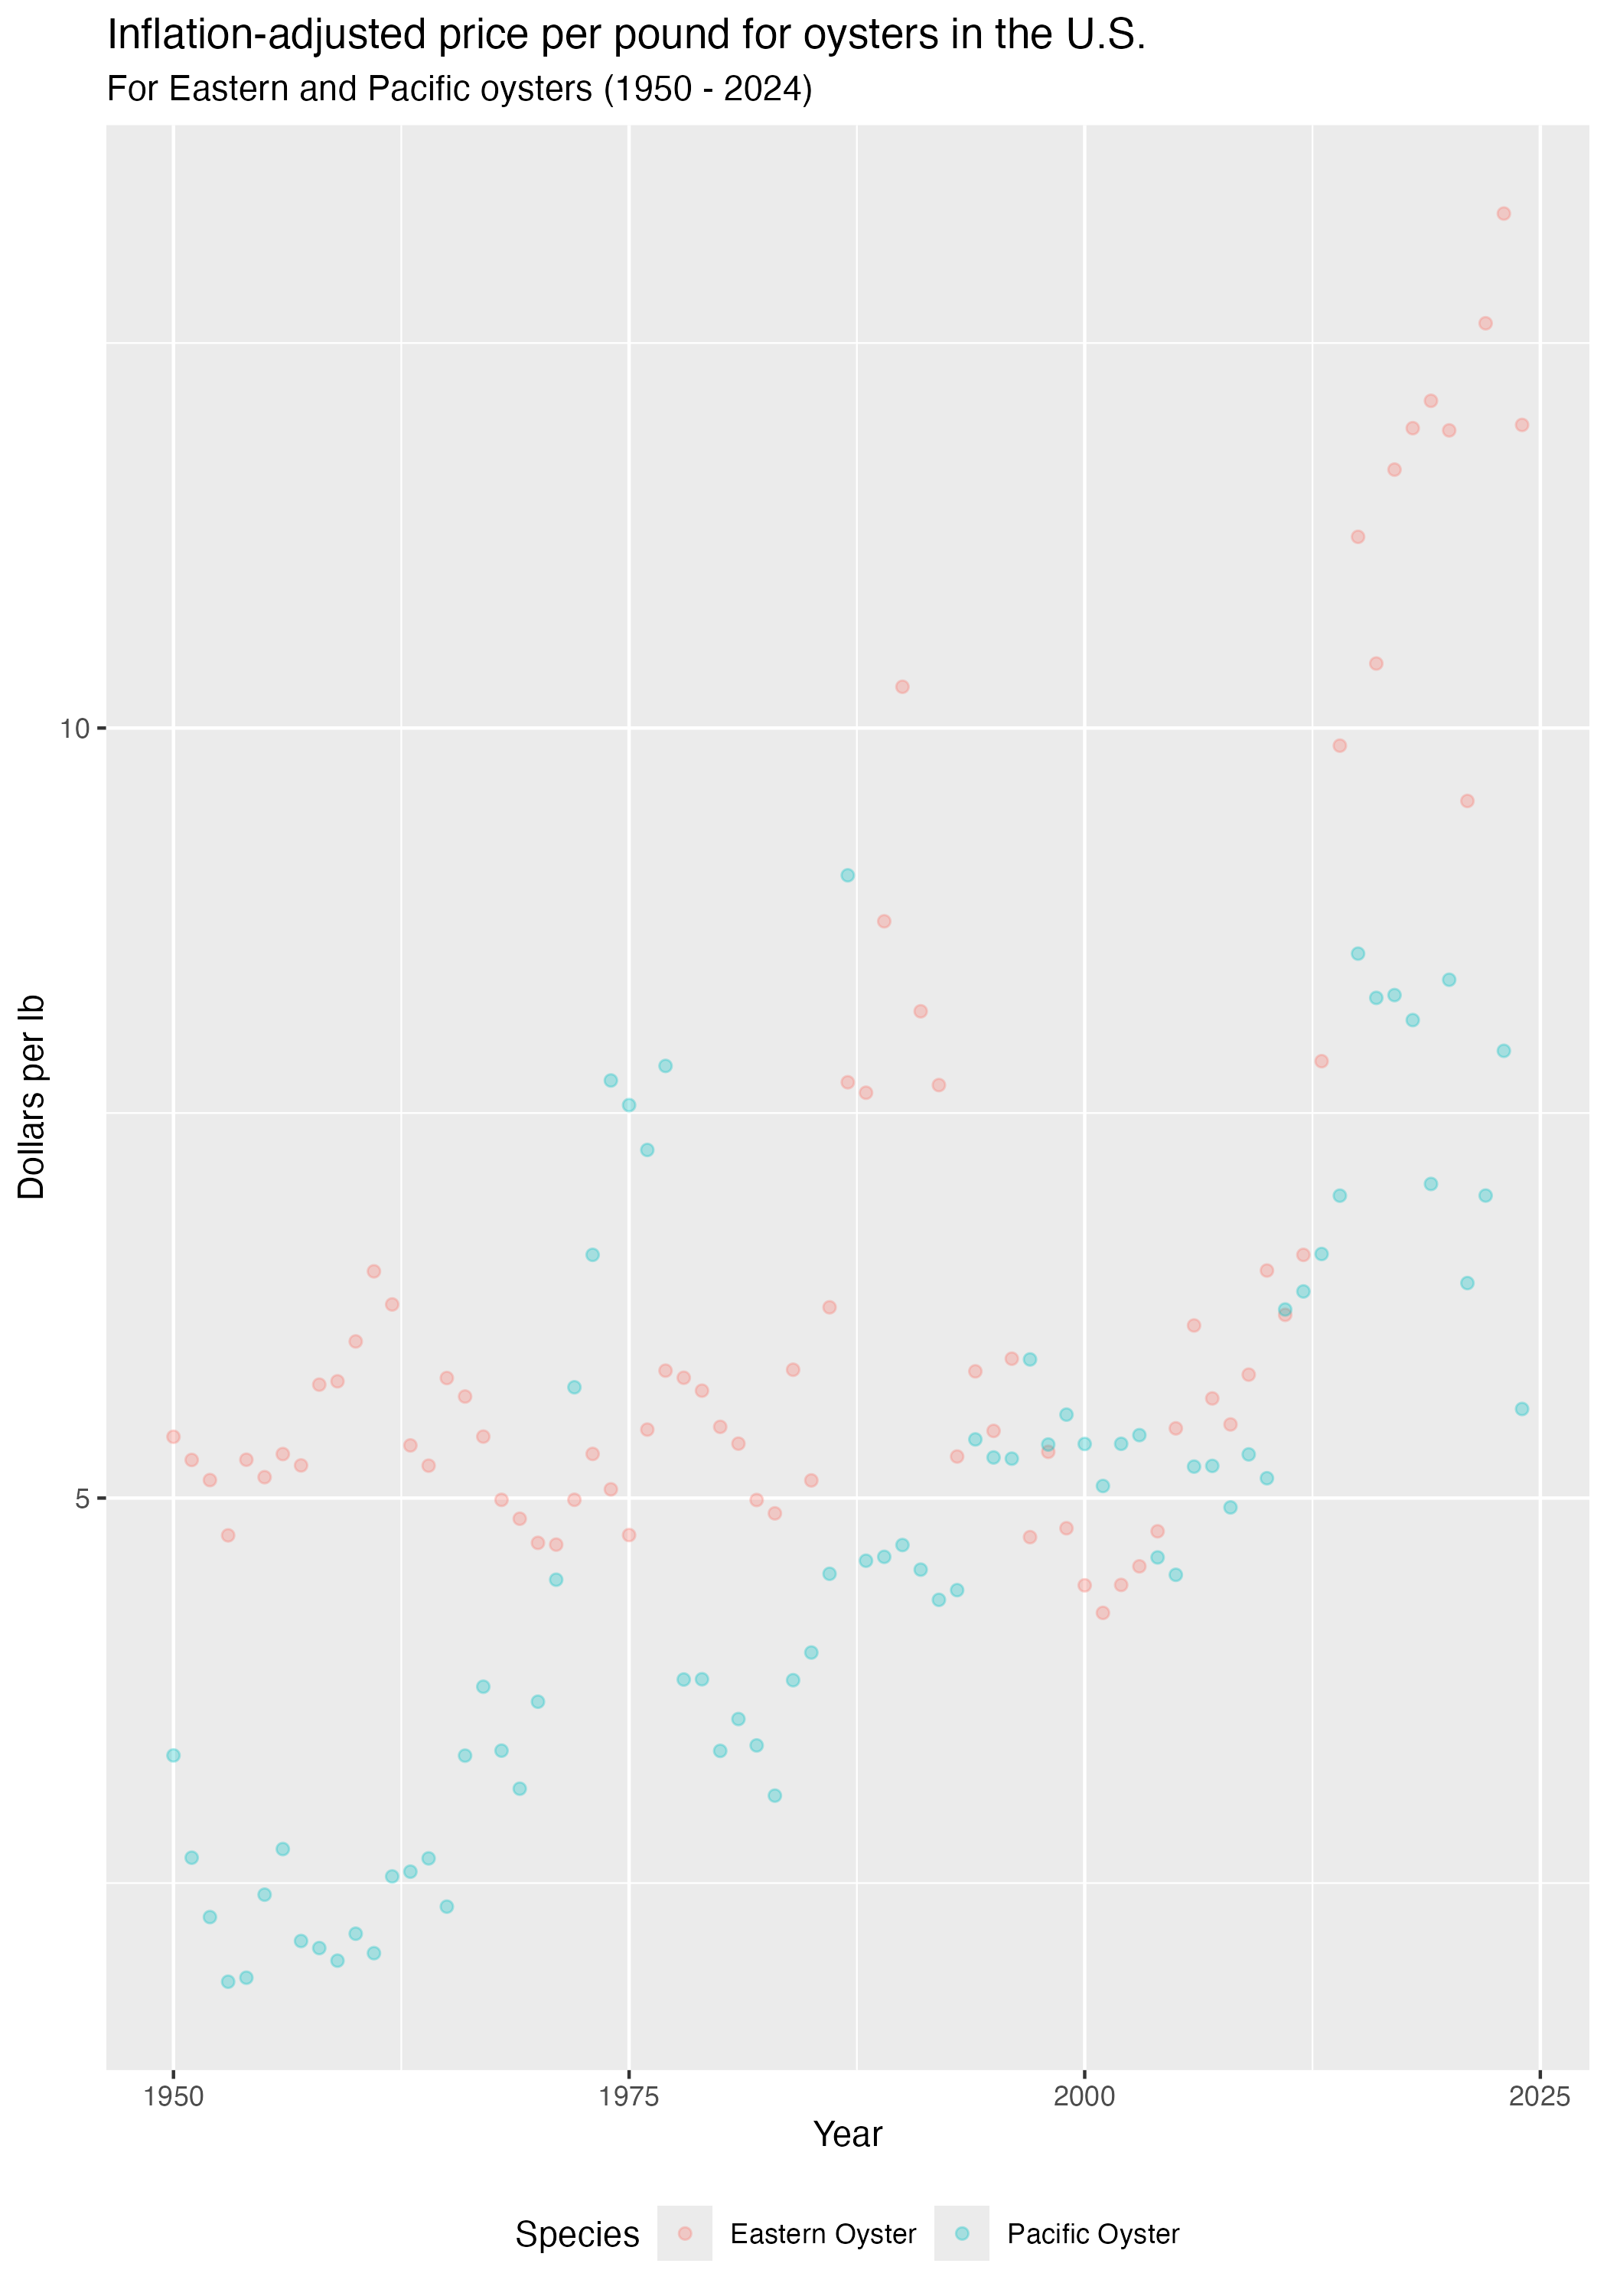 Inflation-adjusted price per pound for oysters in the U.S.
For Eastern and Pacific oysters (1950 - 2024)
Dollars per lb
10
5
1950 1975 2000 2025
Year
Species Eastern Oyster Pacific Oyster